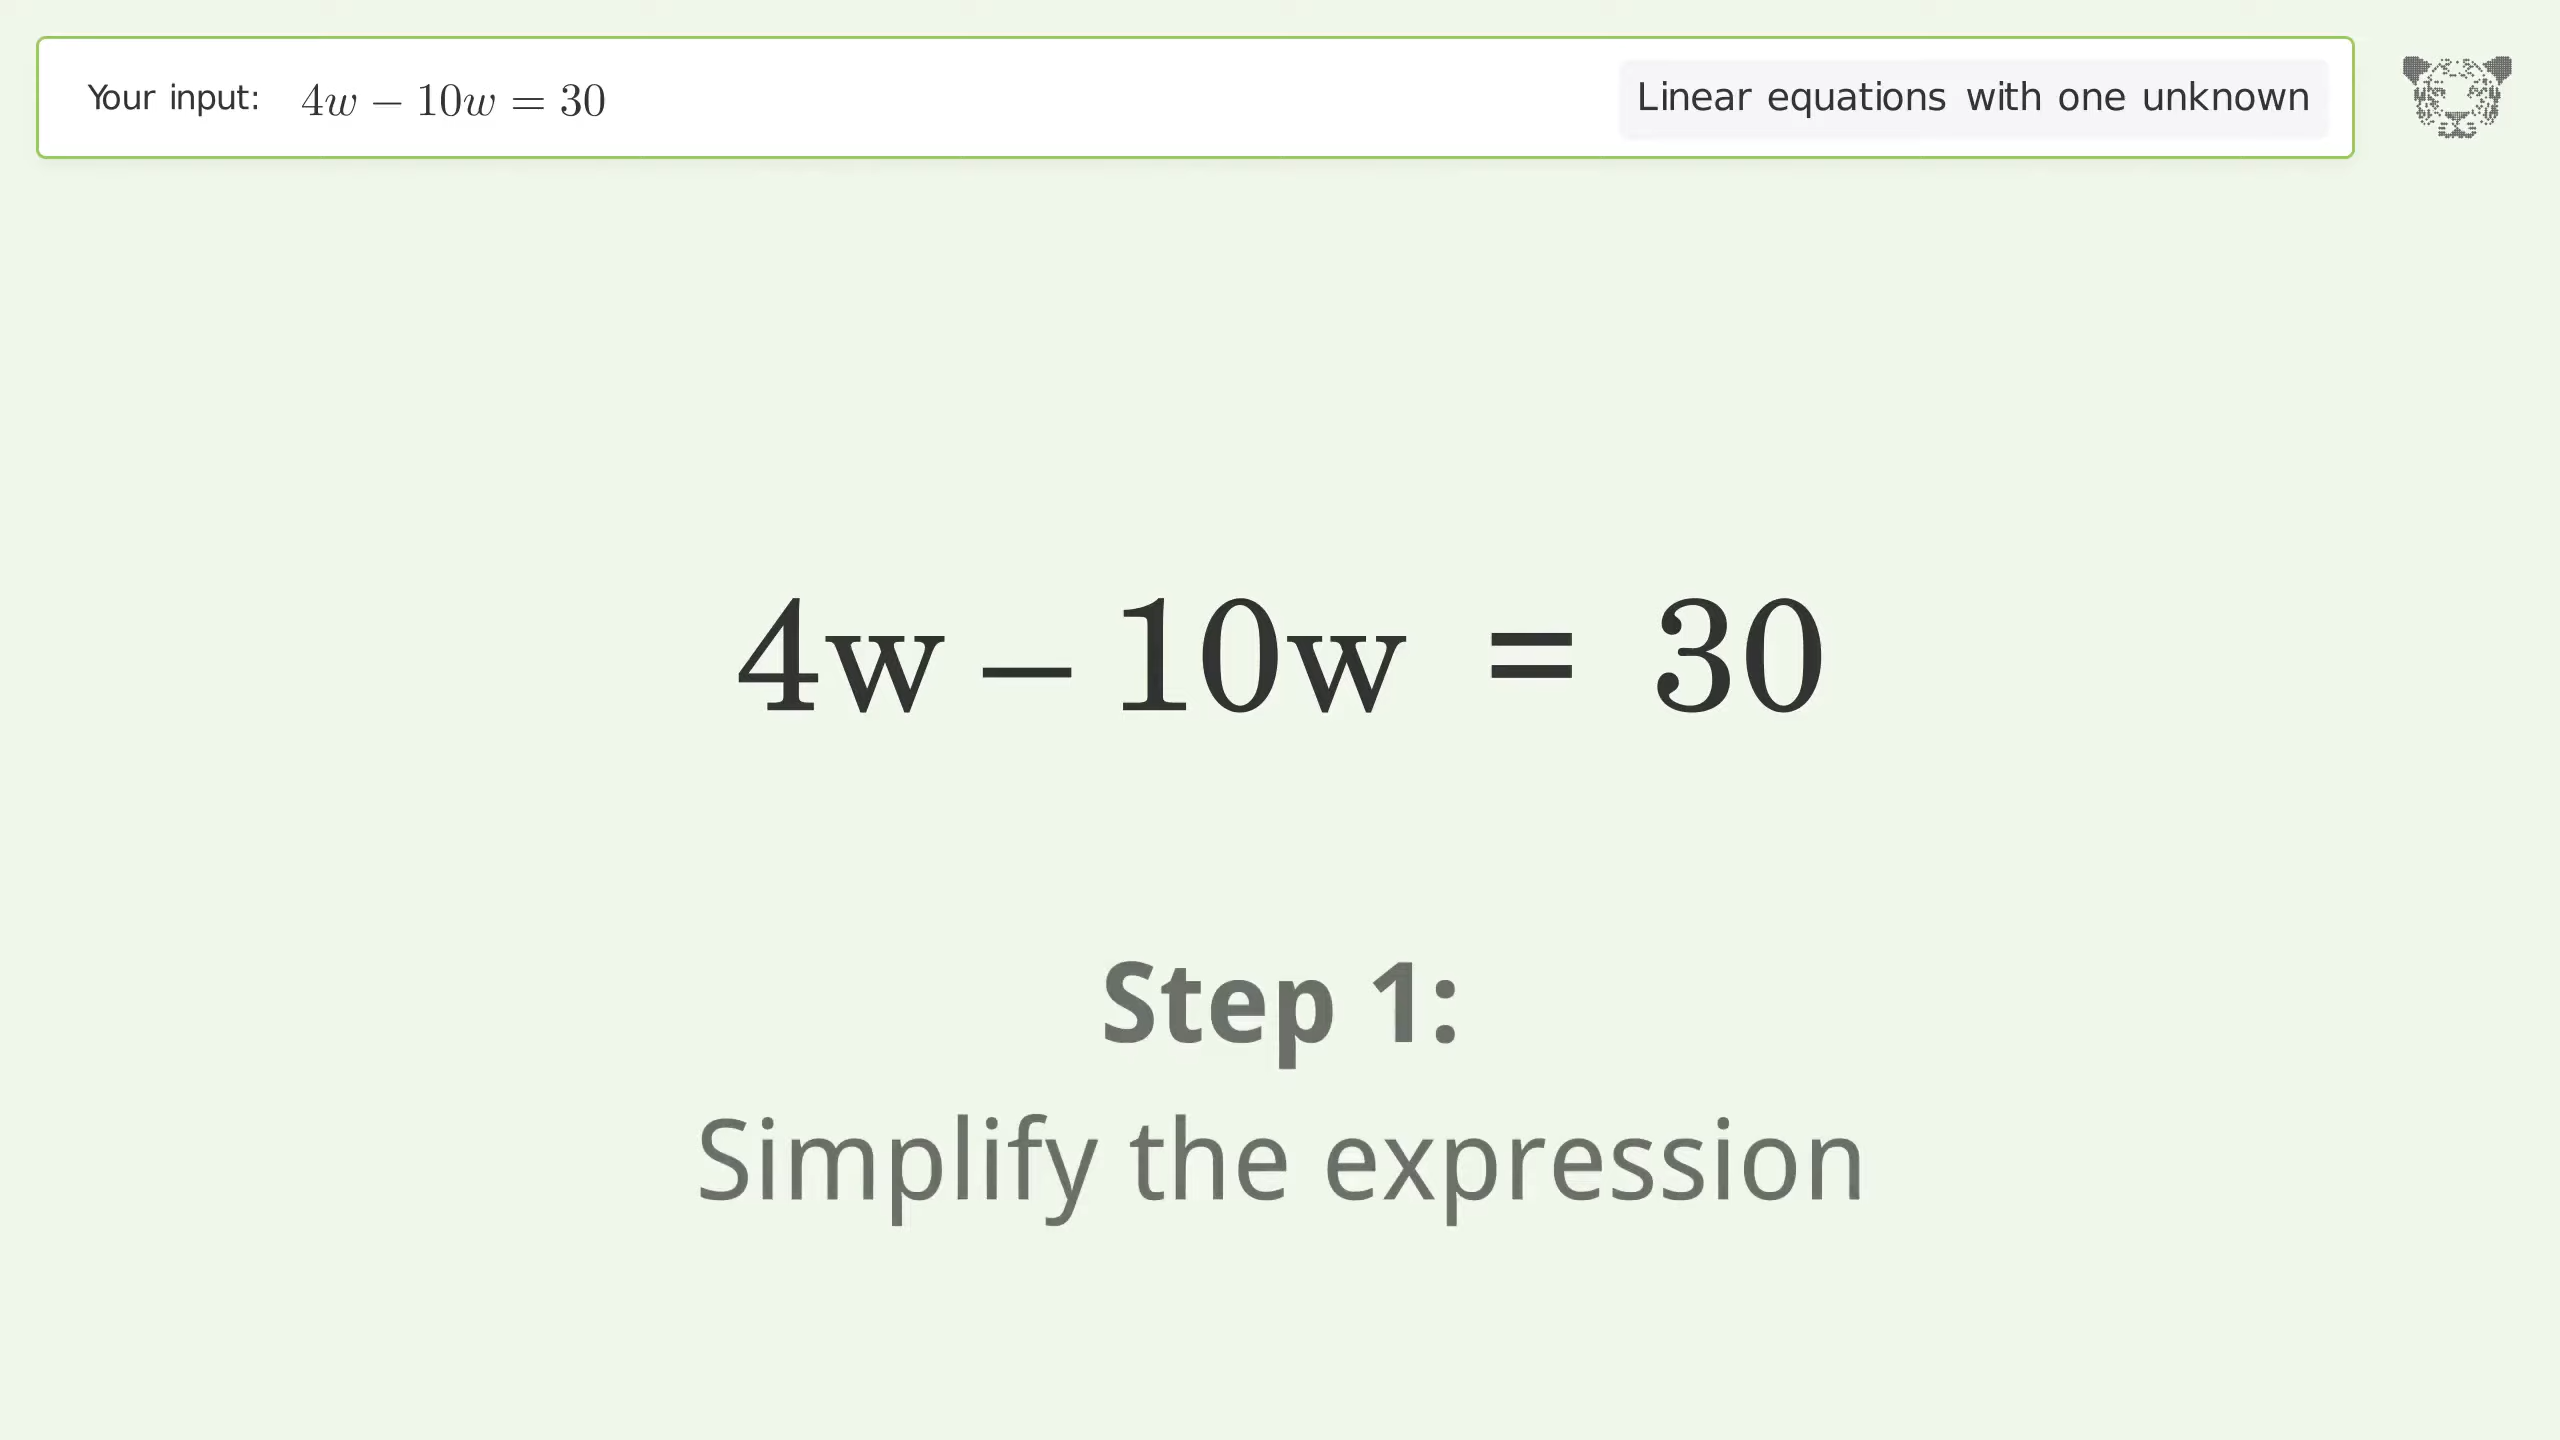 Your input: 4w − 10w = 30
Linear equations with one unknown
4w – 10w = 30
Step 1:
Simplify the expression